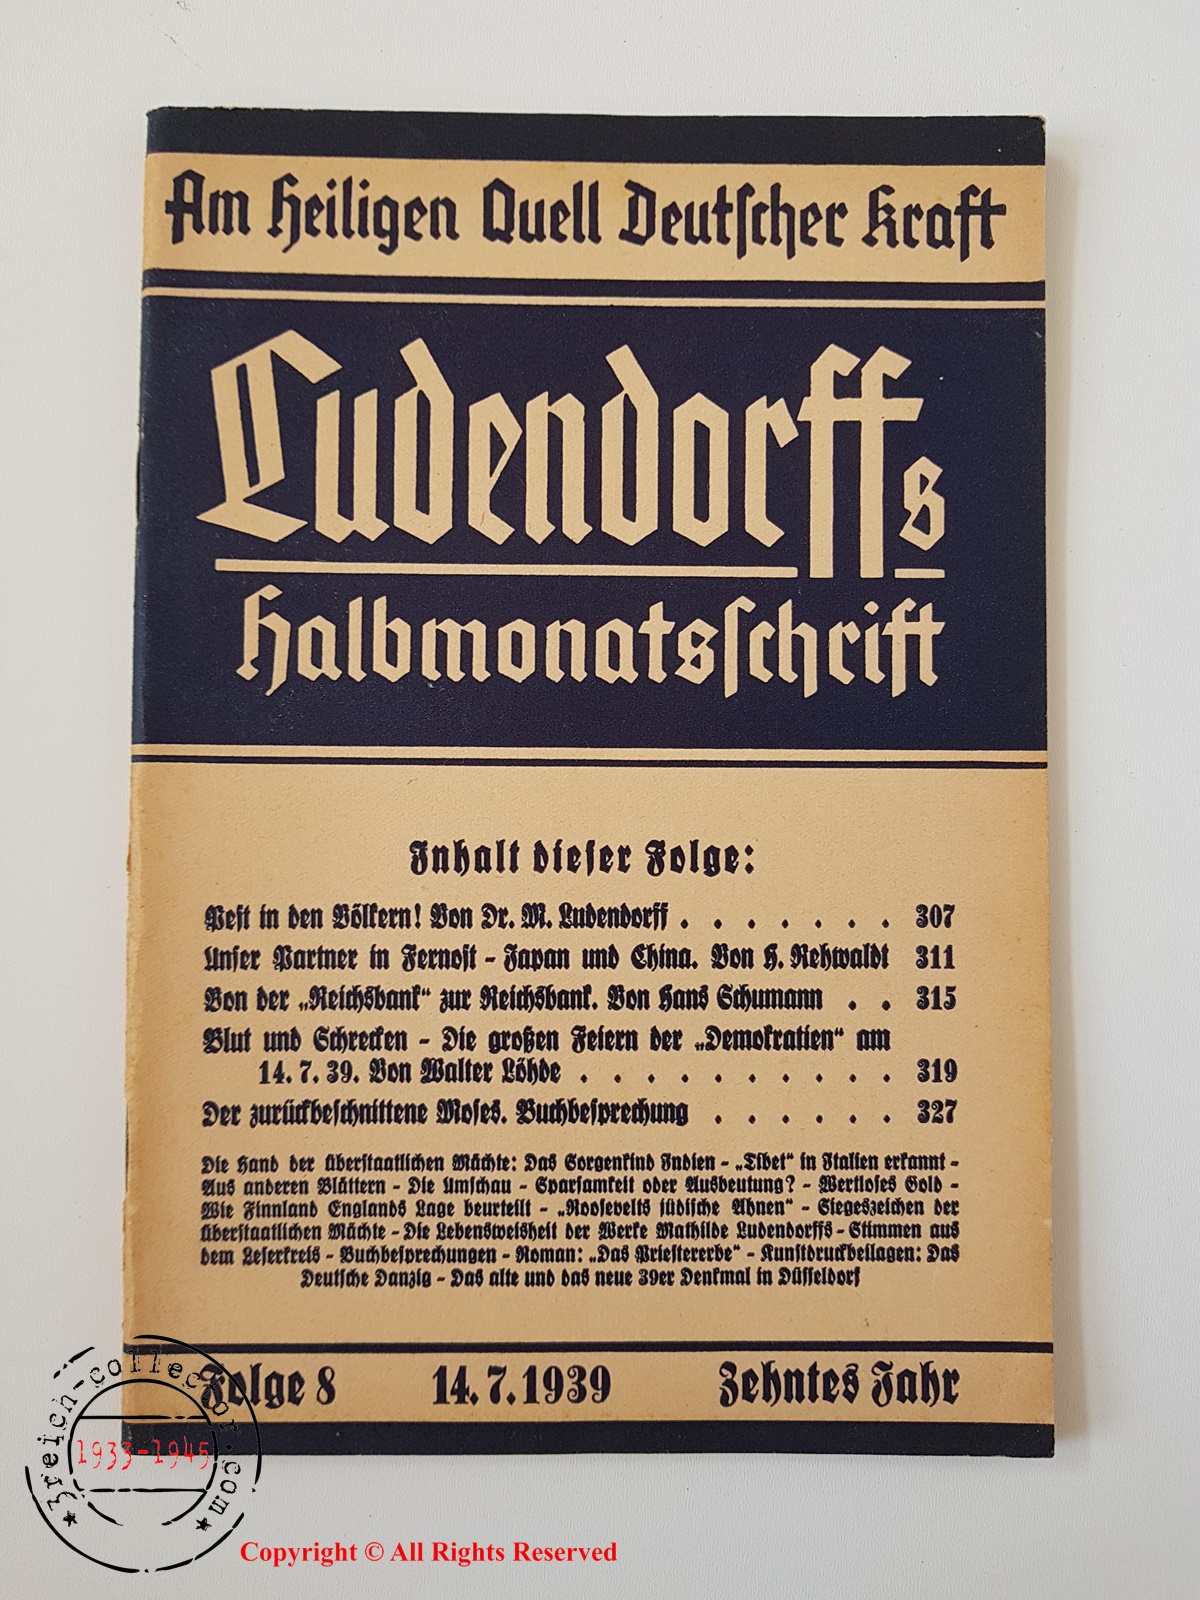 Am Heiligen Quell Deutscher Kraft
Ludendorffs
Halbmonatsschrift
Inhalt dieser Folge:
Pest in den Völkern! Von Dr. M. Ludendorff . . . . . . . 307
Unser Partner in Fernost - Japan und China. Von H. Rehwaldt 311
Von der „Reichsbank“ zur Reichsbank. Von Hans Schumann . . 315
Blut und Schrecken - Die großen Feiern der „Demokratien“ am
14. 7. 39. Von Walter Löhde . . . . . . . . . . 319
Der zurückbeschnittene Moses. Buchbesprechung . . . . . . 327
Die Hand der überstaatlichen Mächte: Das Sorgenkind Indien - „Tibet“ in Italien erkannt -
Aus anderen Blättern - Die Umschau - Sparsamkeit oder Ausbeutung? - Wertloses Gold -
Wie Finnland Englands Lage beurteilt - „Roosevelts jüdische Ahnen“ - Siegeszeichen der
überstaatlichen Mächte - Die Lebensweisheit der Werke Mathilde Ludendorffs - Stimmen aus
dem Leserkreis - Buchbesprechungen - Roman: „Das Priestererbe“ - Kunstdruckbeilagen: Das
Deutsche Danzig - Das alte und das neue 39er Denkmal in Düsseldorf
Folge 8 14. 7. 1939 Zehntes Jahr
3reich-collector.com
1933-1945
Copyright © All Rights Reserved